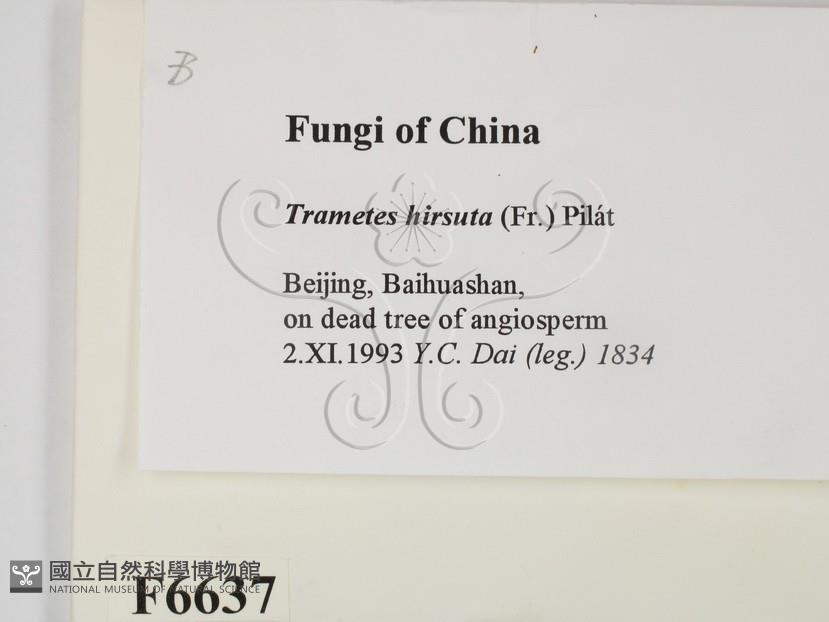 B
Fungi of China
Trametes hirsuta (Fr.) Pilát
Beijing, Baihuashan,
on dead tree of angiosperm
2.XI.1993 Y.C. Dai (leg.) 1834
國立自然科學博物館
NATIONAL MUSEUM OF NATURAL SCIENCE
F6637